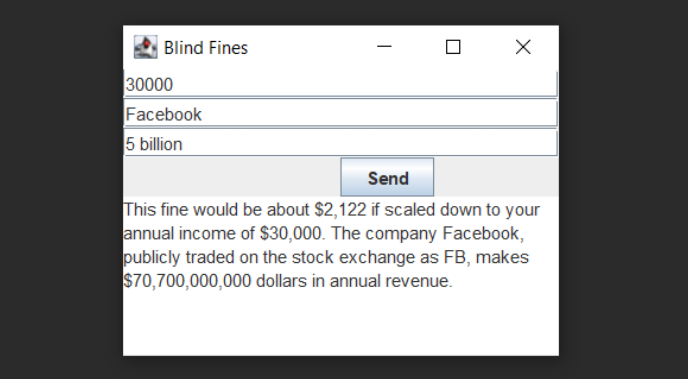 Blind Fines
30000
Facebook
5 billion
Send
This fine would be about $2,122 if scaled down to your
annual income of $30,000. The company Facebook,
publicly traded on the stock exchange as FB, makes
$70,700,000,000 dollars in annual revenue.